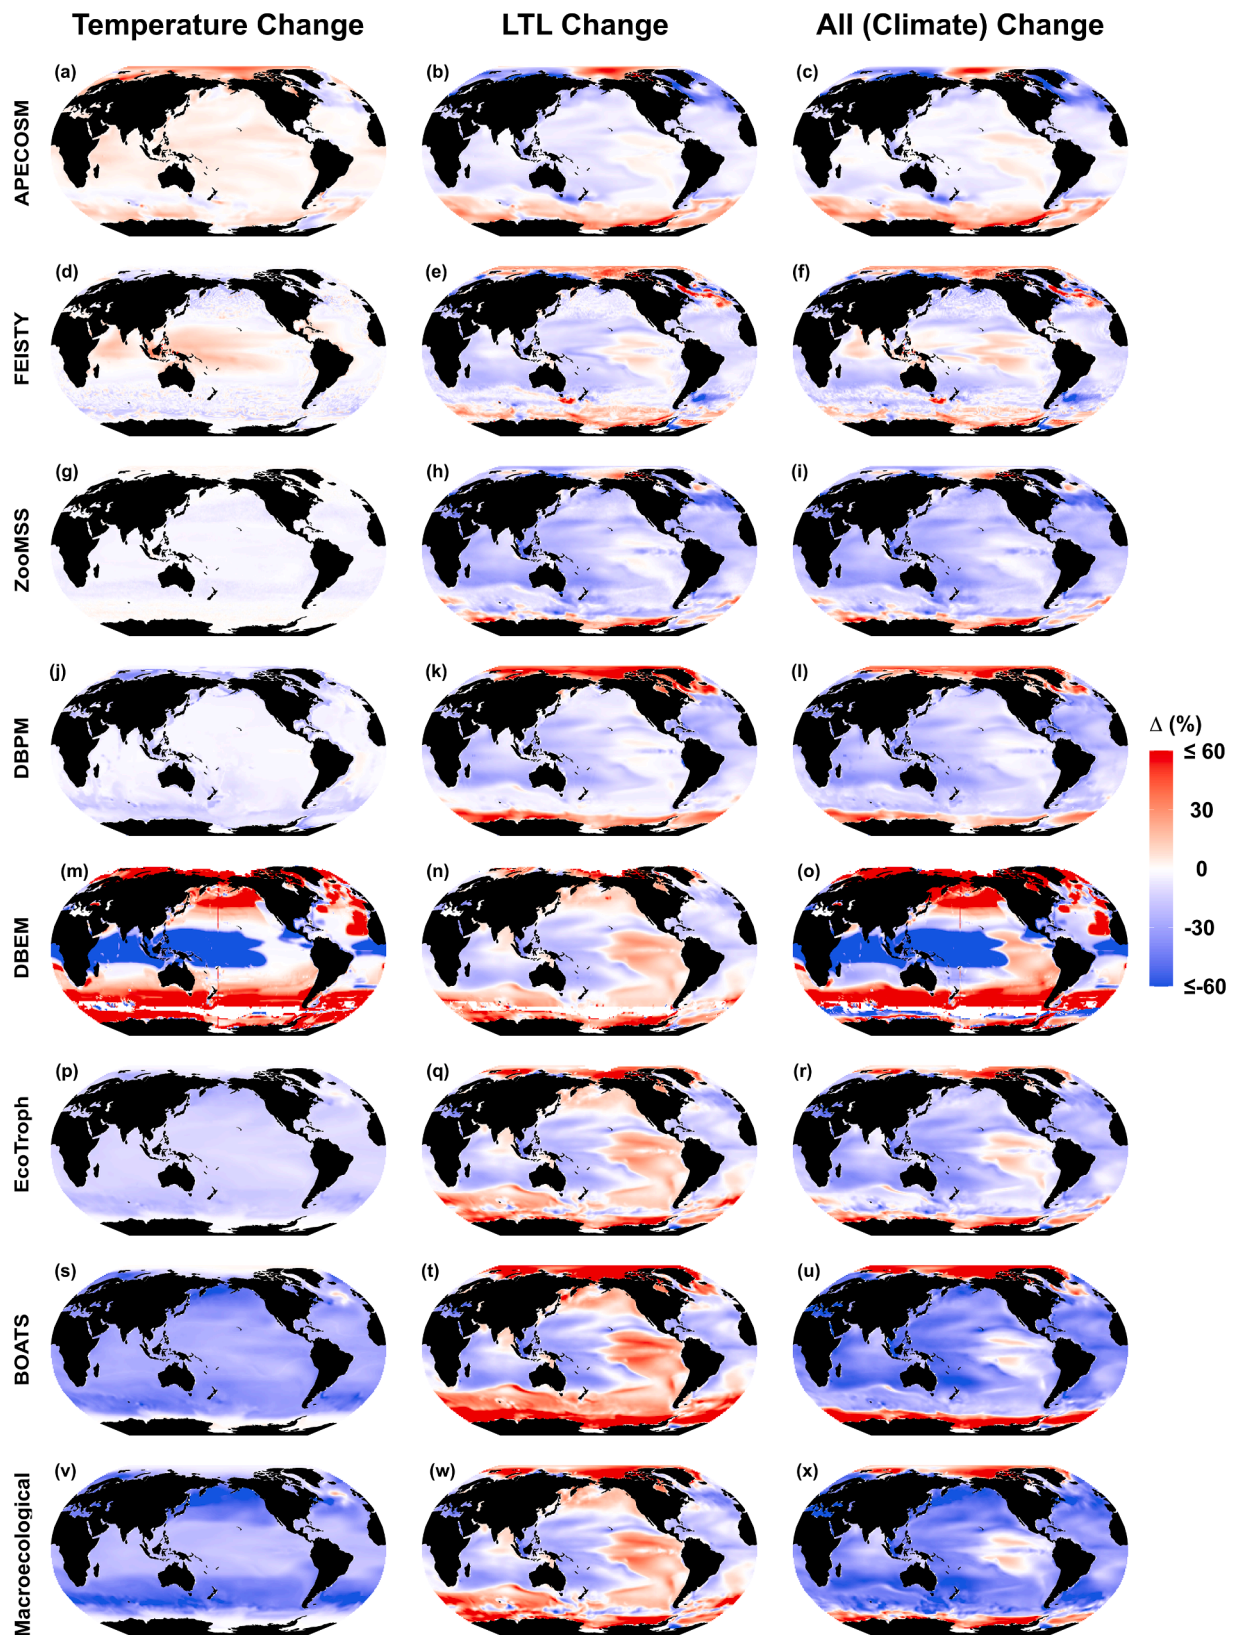 Temperature Change LTL Change All (Climate) Change
(a) (b) (c)
APECOSM
(d) (e) (f)
FEISTY
(g) (h) (i)
ZooMSS
(j) (k) (l)
DBPM
Δ (%)
≤ 60
30
0
-30
≤-60
(m) (n) (o)
DBEM
(p) (q) (r)
EcoTroph
(s) (t) (u)
BOATS
(v) (w) (x)
Macroecological